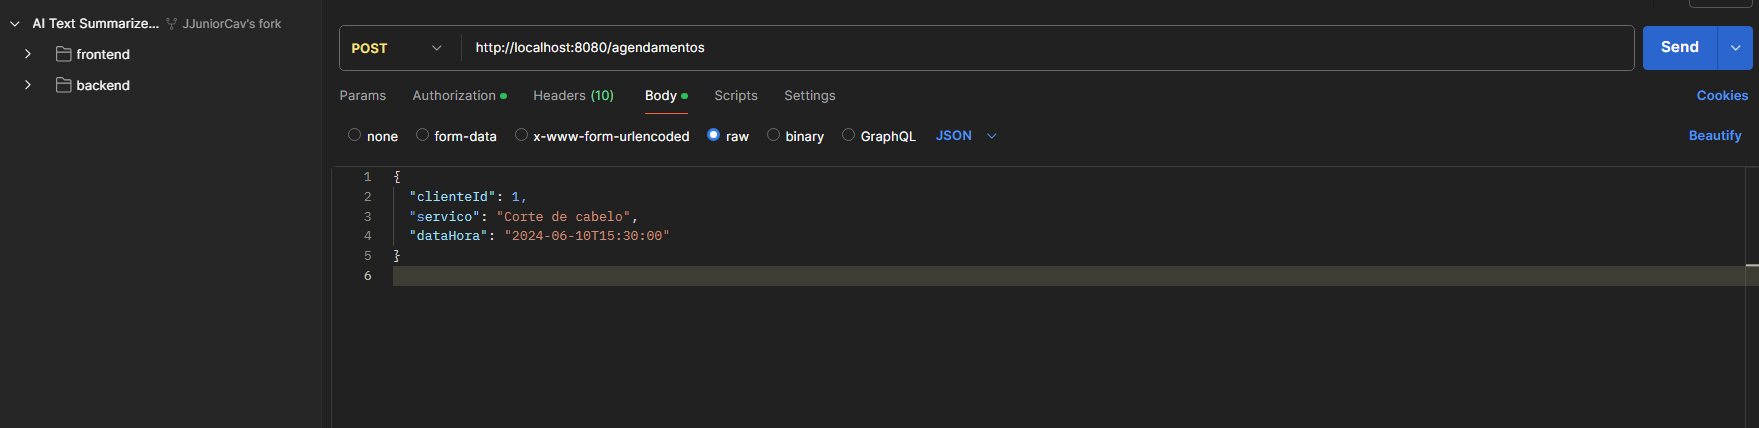 AI Text Summarize... JJuniorCav's fork
frontend
backend
POST http://localhost:8080/agendamentos Send
Params Authorization Headers (10) Body Scripts Settings Cookies
none form-data x-www-form-urlencoded raw binary GraphQL JSON Beautify
1 {
2 "clienteId": 1,
3 "servico": "Corte de cabelo",
4 "dataHora": "2024-06-10T15:30:00"
5 }
6